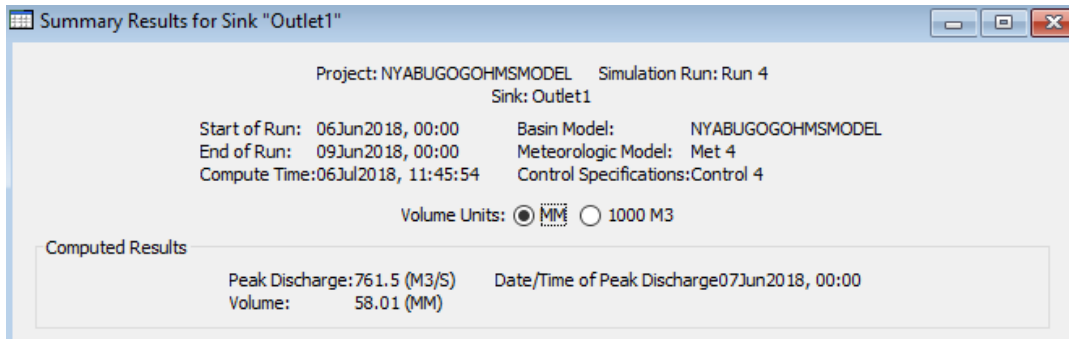 Summary Results for Sink "Outlet1"
Project: NYABUGOGOHMSMODEL Simulation Run: Run 4
Sink: Outlet1
Start of Run: 06Jun2018, 00:00 Basin Model: NYABUGOGOHMSMODEL
End of Run: 09Jun2018, 00:00 Meteorologic Model: Met 4
Compute Time:06Jul2018, 11:45:54 Control Specifications:Control 4
Volume Units: MM 1000 M3
Computed Results
Peak Discharge:761.5 (M3/S) Date/Time of Peak Discharge07Jun2018, 00:00
Volume: 58.01 (MM)